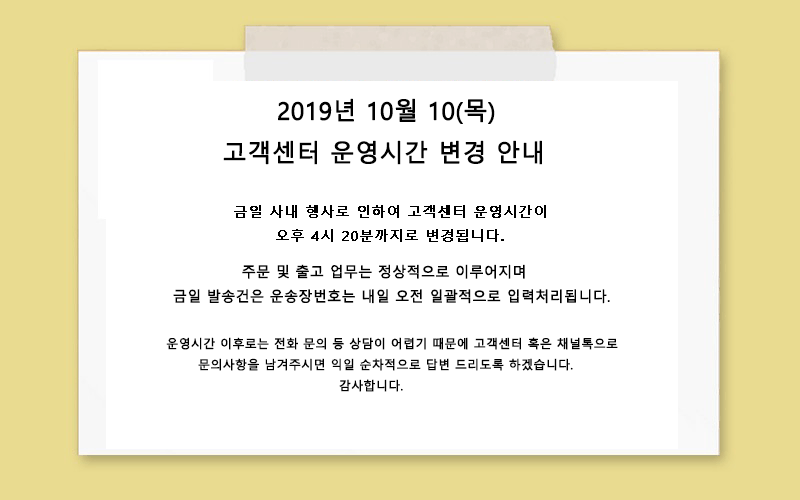 2019년 10월 10(목)
고객센터 운영시간 변경 안내
금일 사내 행사로 인하여 고객센터 운영시간이
오후 4시 20분까지로 변경됩니다.
주문 및 출고 업무는 정상적으로 이루어지며
금일 발송건은 운송장번호는 내일 오전 일괄적으로 입력처리됩니다.
운영시간 이후로는 전화 문의 등 상담이 어렵기 때문에 고객센터 혹은 채널톡으로
문의사항을 남겨주시면 익일 순차적으로 답변 드리도록 하겠습니다.
감사합니다.